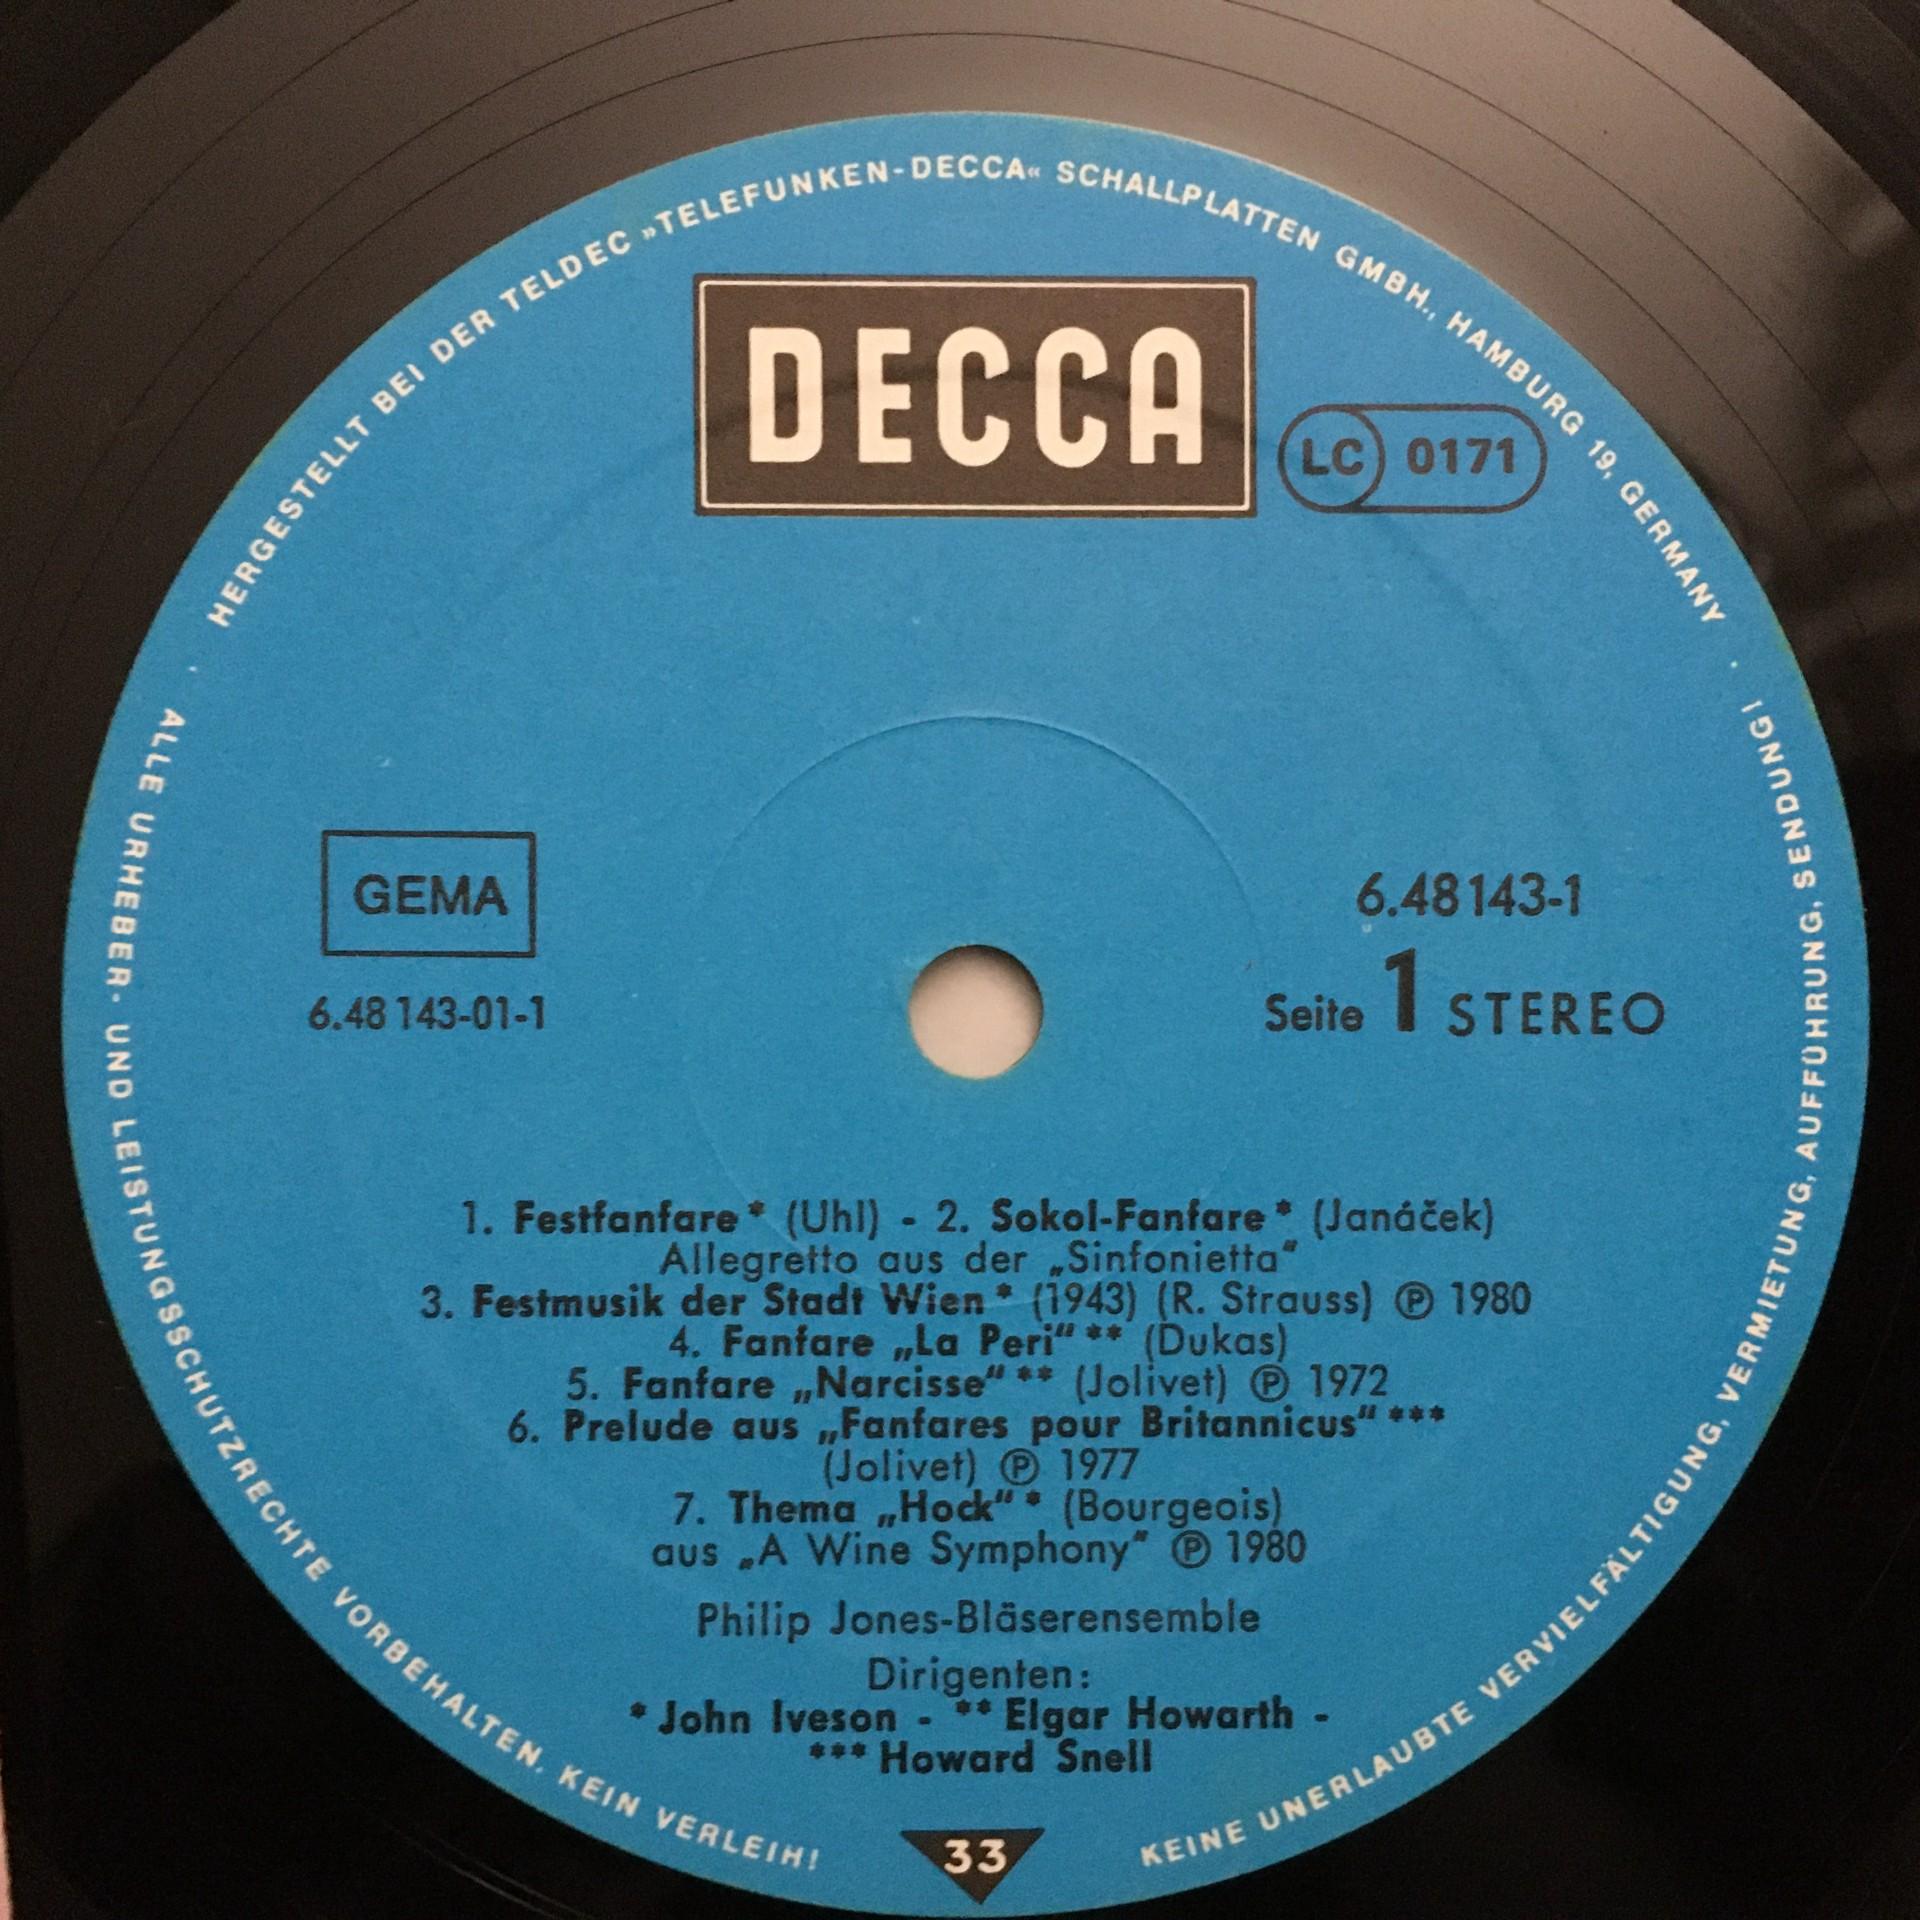 HERGESTELLT BEI DER TELDEC »TELEFUNKEN-DECCA« SCHALLPLATTEN GMBH., HAMBURG 19, GERMANY
DECCA
LC 0171
GEMA
6.48143-01-1
6.48143-1
Seite 1 STEREO
1. Festfanfare* (Uhl) - 2. Sokol-Fanfare* (Janáček)
Allegretto aus der „Sinfonietta“
3. Festmusik der Stadt Wien* (1943) (R. Strauss) ℗ 1980
4. Fanfare „La Peri“** (Dukas)
5. Fanfare „Narcisse“** (Jolivet) ℗ 1972
6. Prelude aus „Fanfares pour Britannicus“***
(Jolivet) ℗ 1977
7. Thema „Hock“* (Bourgeois)
aus „A Wine Symphony“ ℗ 1980
Philip Jones-Bläserensemble
Dirigenten:
* John Iveson - ** Elgar Howarth -
*** Howard Snell
33
ALLE URHEBER- UND LEISTUNGSSCHUTZRECHTE VORBEHALTEN. KEIN VERLEIH!
KEINE UNERLAUBTE VERVIELFÄLTIGUNG, VERMIETUNG, AUFFÜHRUNG, SENDUNG!